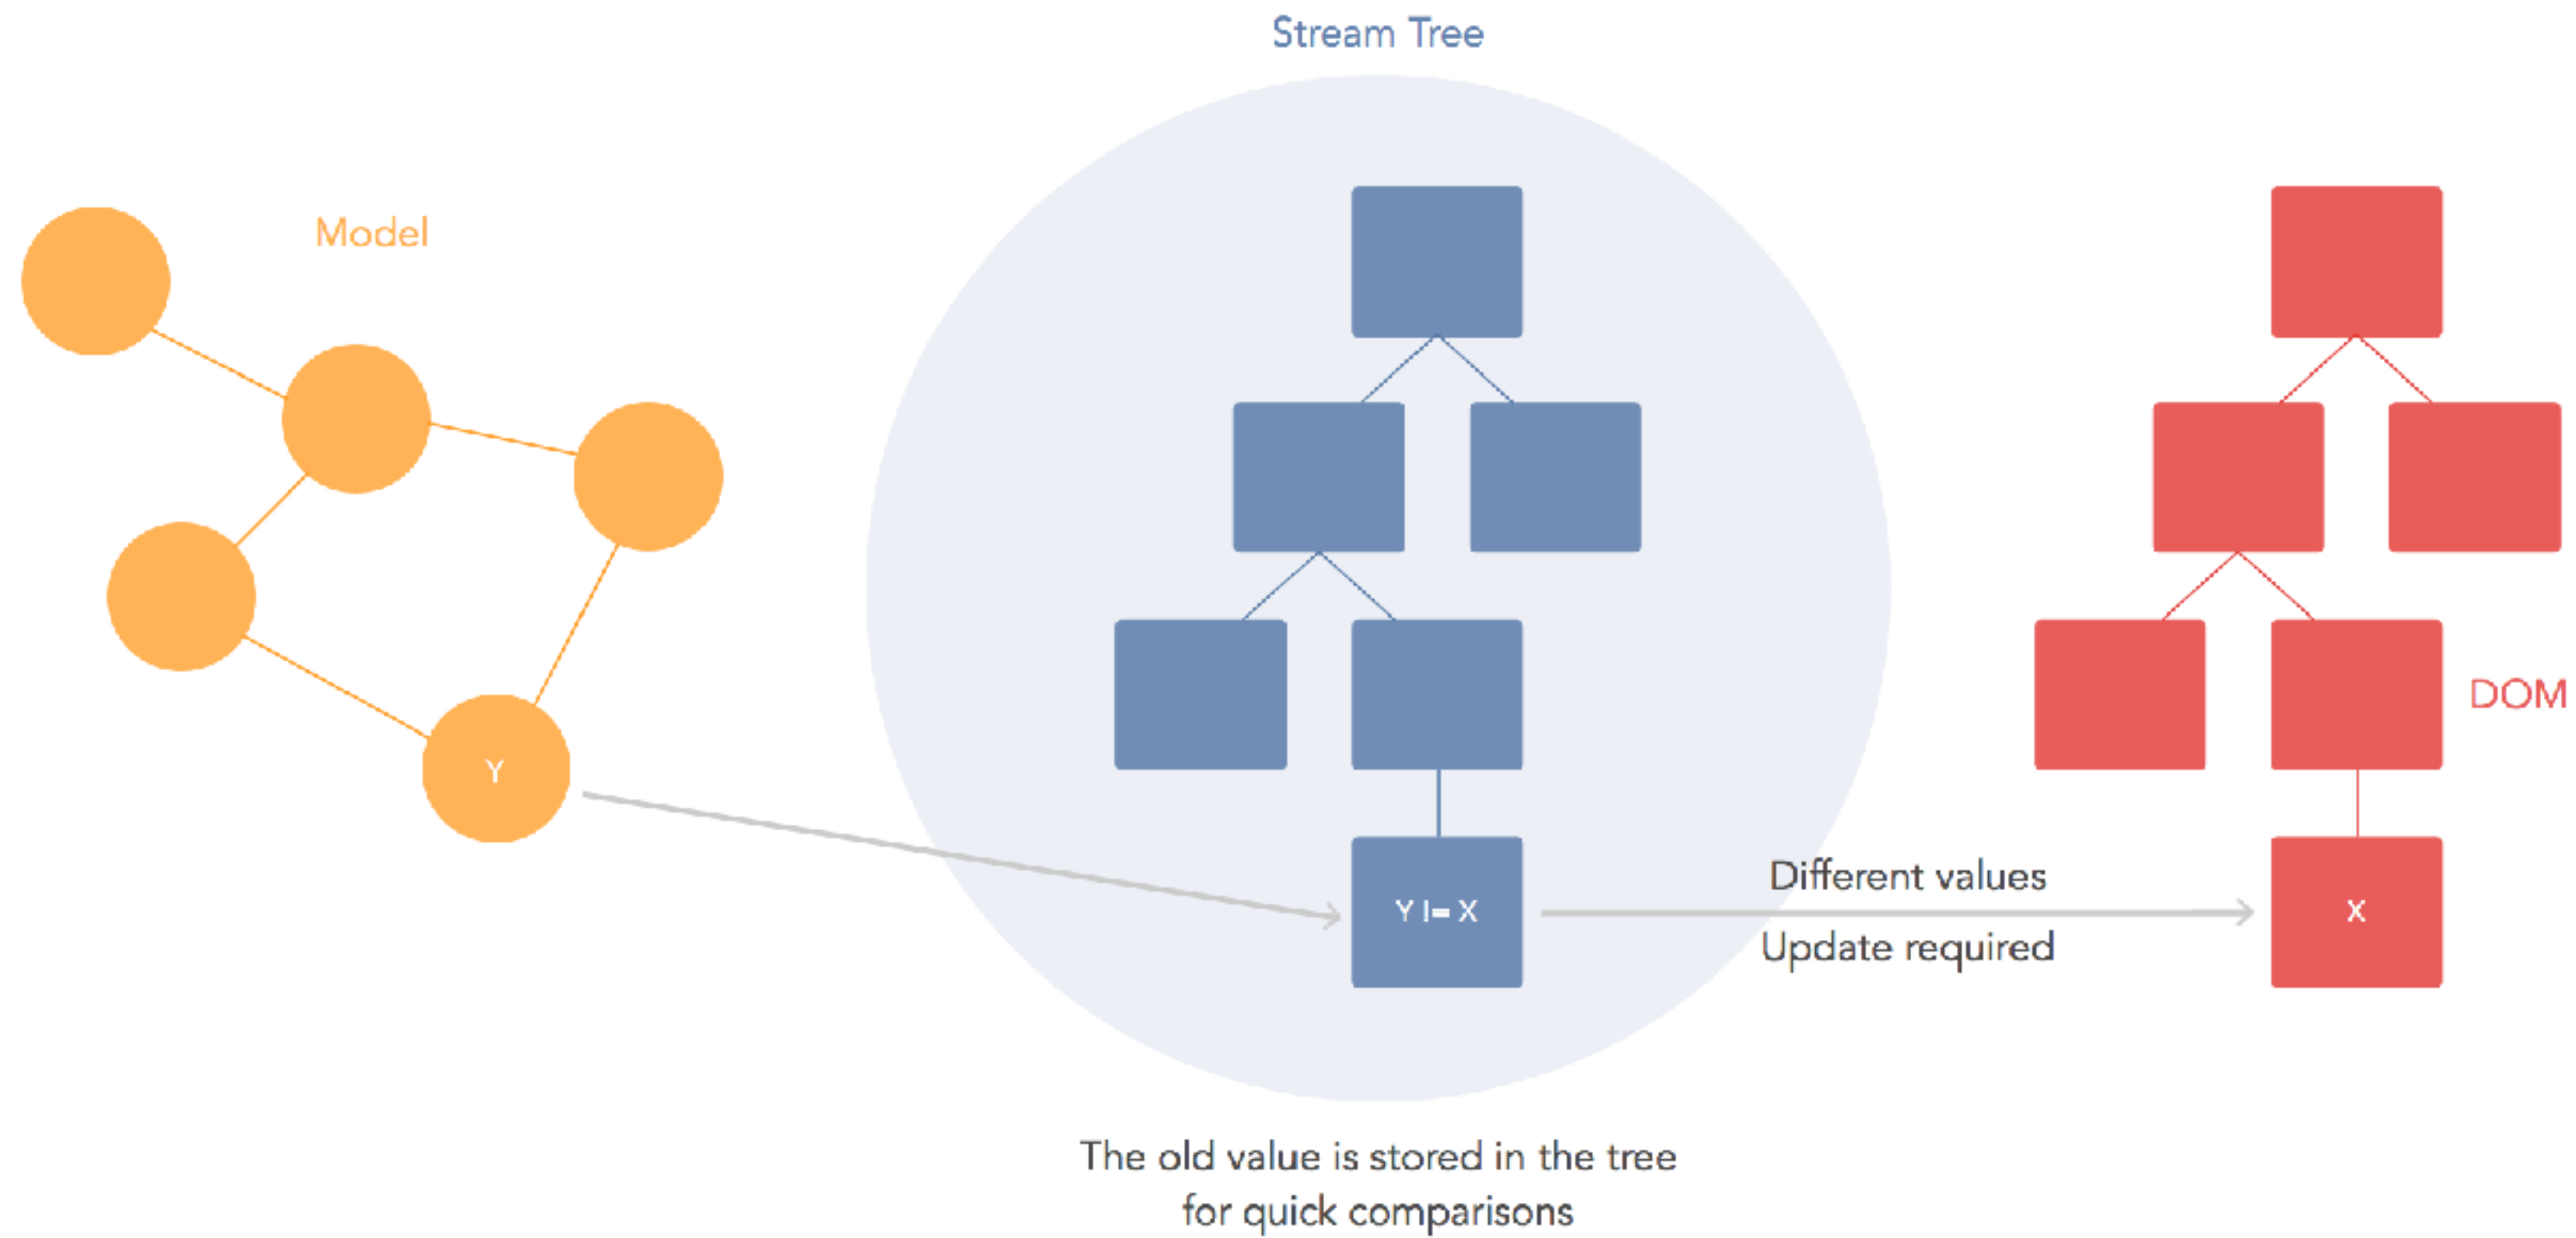 Stream Tree
Model
DOM
Y
Y != X
Different values
Update required
X
The old value is stored in the tree
for quick comparisons